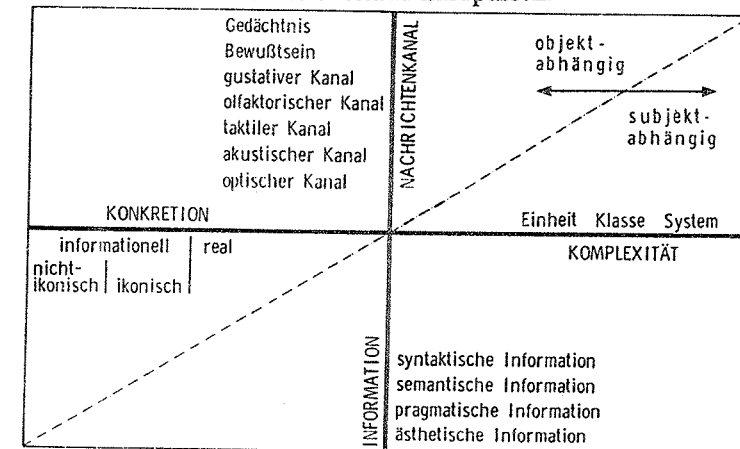 Gedächtnis
Bewußtsein
gustativer Kanal
olfaktorischer Kanal
taktiler Kanal
akustischer Kanal
optischer Kanal
KONKRETION
NACHRICHTENKANAL
objekt-
abhängig
subjekt-
abhängig
Einheit Klasse System
KOMPLEXITÄT
informationell real
nicht-
ikonisch ikonisch
INFORMATION
syntaktische Information
semantische Information
pragmatische Information
ästhetische Information